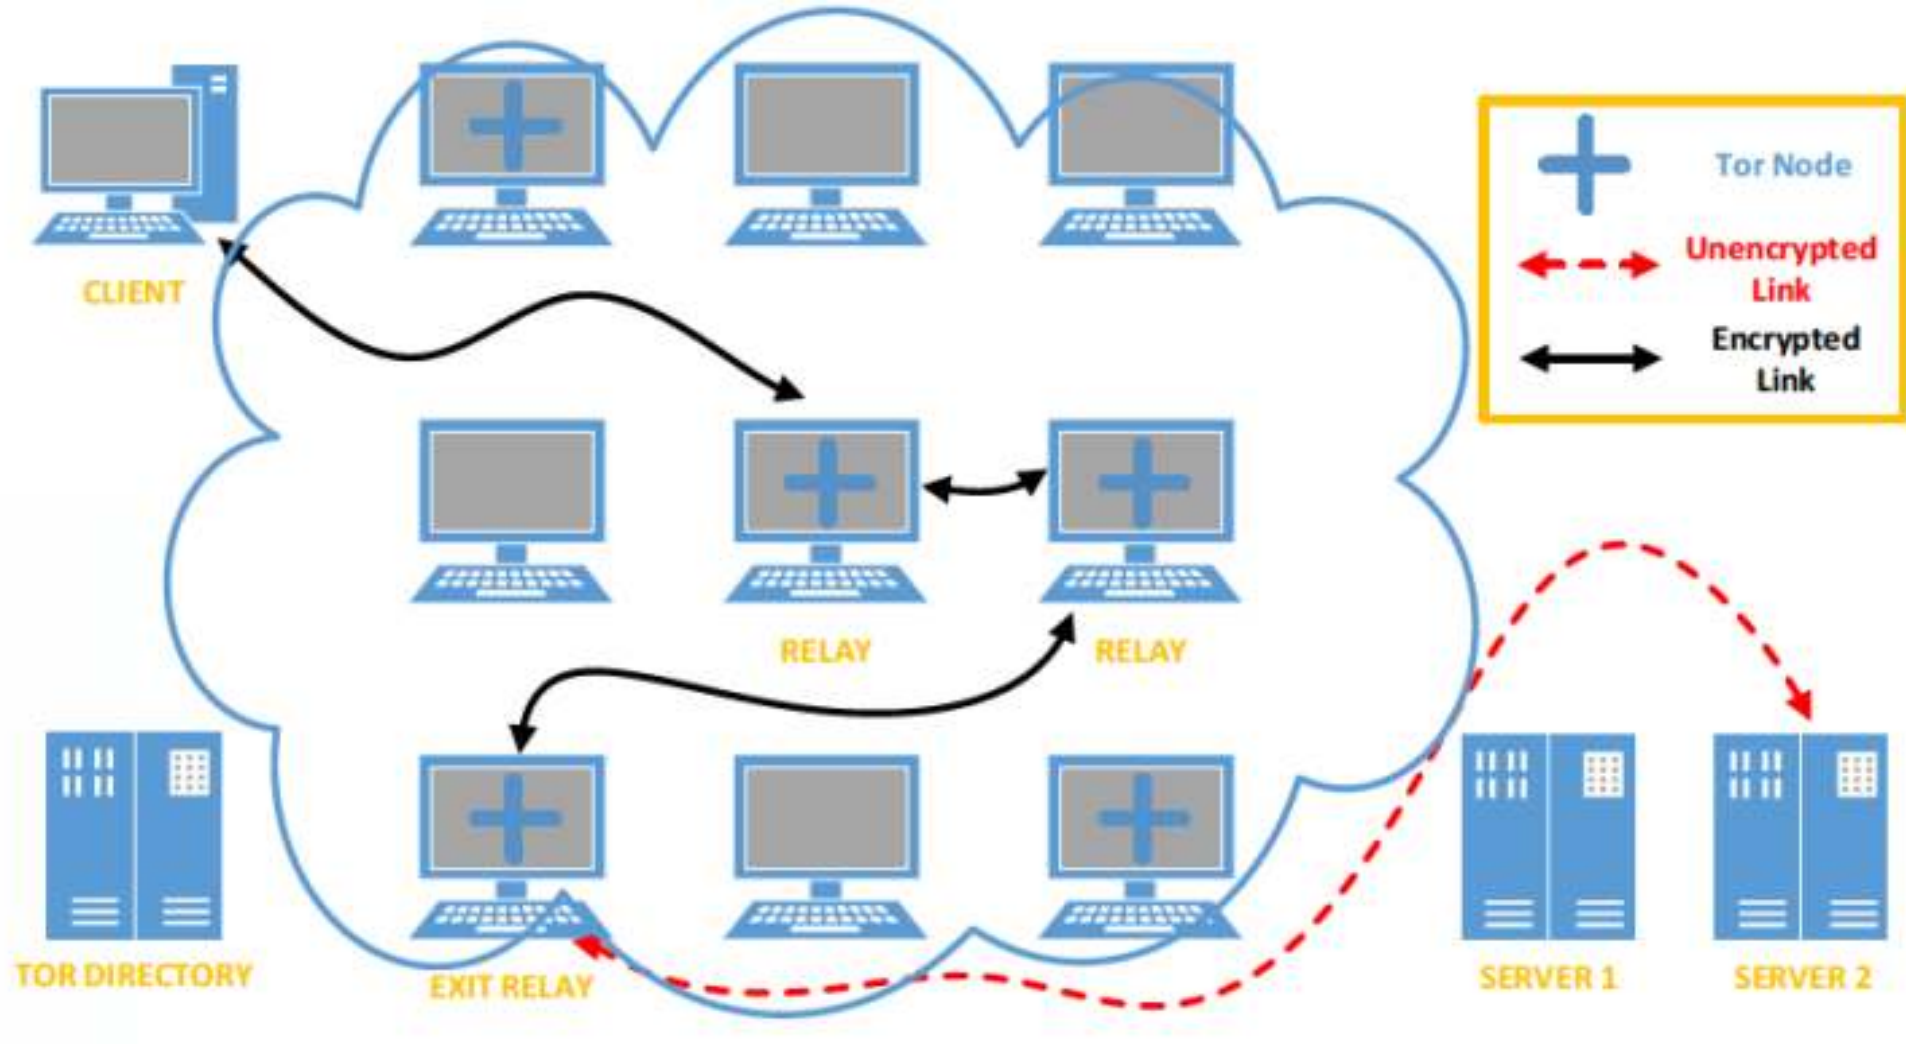 Tor Node
Unencrypted
Link
Encrypted
Link
CLIENT
RELAY
RELAY
TOR DIRECTORY
EXIT RELAY
SERVER 1
SERVER 2